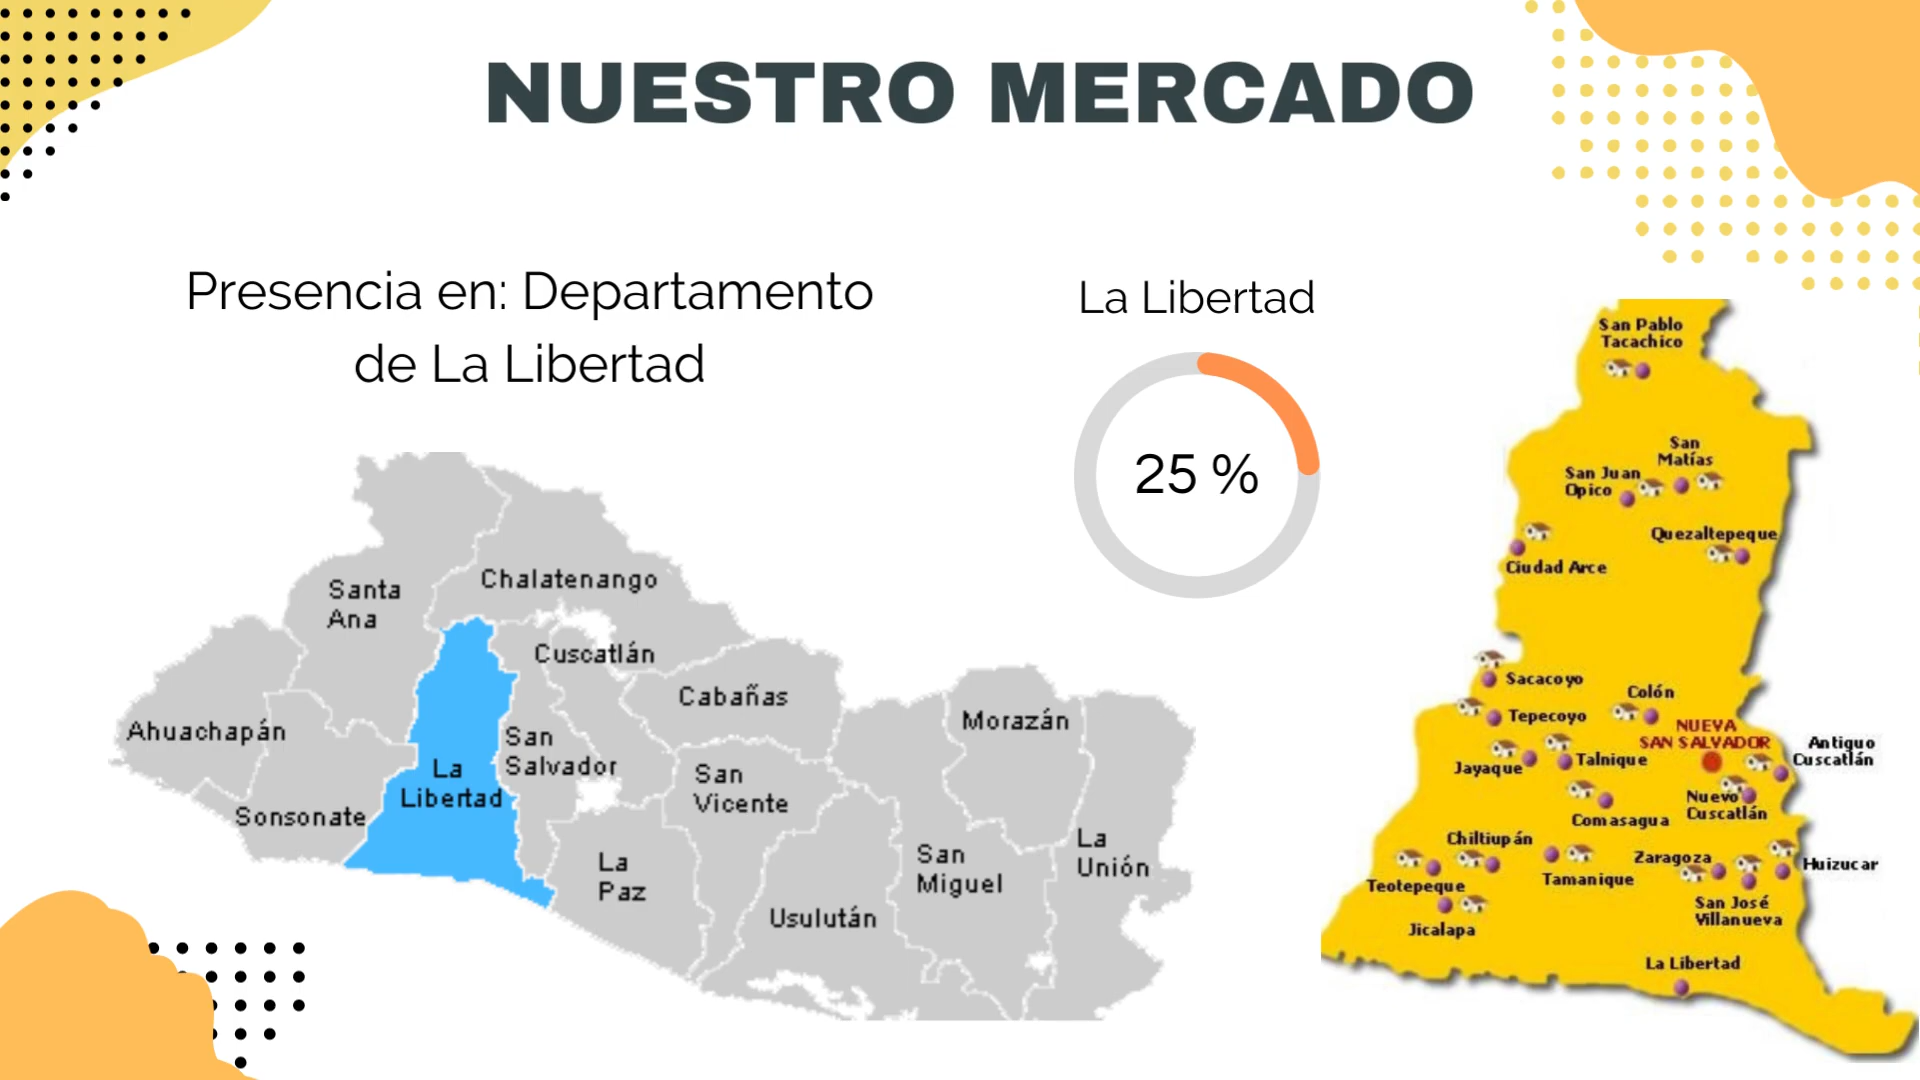 NUESTRO MERCADO
Presencia en: Departamento
de La Libertad
La Libertad
25 %
Santa
Ana
Chalatenango
Cuscatlán
Cabañas
Ahuachapán
Morazán
San
Salvador
La
Libertad
San
Vicente
Sonsonate
La
Unión
San
Miguel
La
Paz
Usulután
San Pablo
Tacachico
San
Matías
San Juan
Opico
Quezaltepeque
Ciudad Arce
Sacacoyo
Colón
Tepecoyo
NUEVA
SAN SALVADOR
Antiguo
Cuscatlán
Talnique
Jayaque
Nuevo
Cuscatlán
Comasagua
Chiltiupán
Zaragoza
Huizucar
Tamanique
Teotepeque
San José
Villanueva
Jicalapa
La Libertad